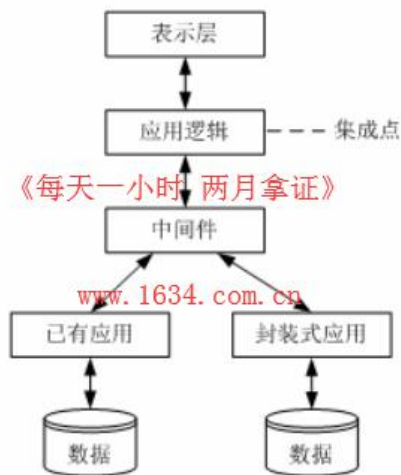 表示层
应用逻辑
集成点
《每天一小时 两月拿证》
中间件
www.1634.com.cn
已有应用
封装式应用
数据
数据